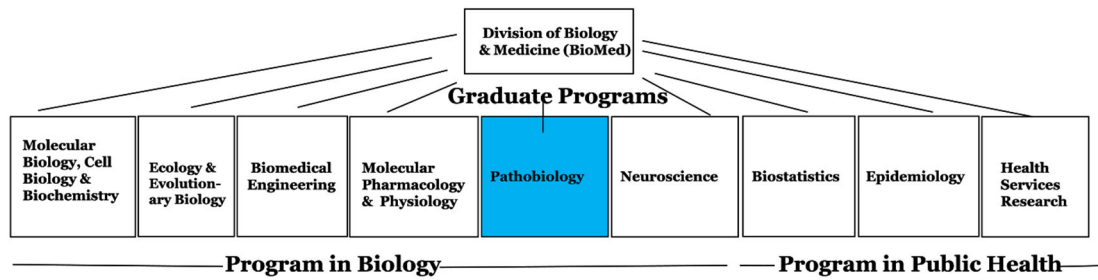 Division of Biology
& Medicine (BioMed)
Graduate Programs
Molecular
Biology, Cell
Biology &
Biochemistry
Ecology &
Evolution-
ary Biology
Biomedical
Engineering
Molecular
Pharmacology
& Physiology
Pathobiology
Neuroscience
Biostatistics
Epidemiology
Health
Services
Research
Program in Biology
Program in Public Health